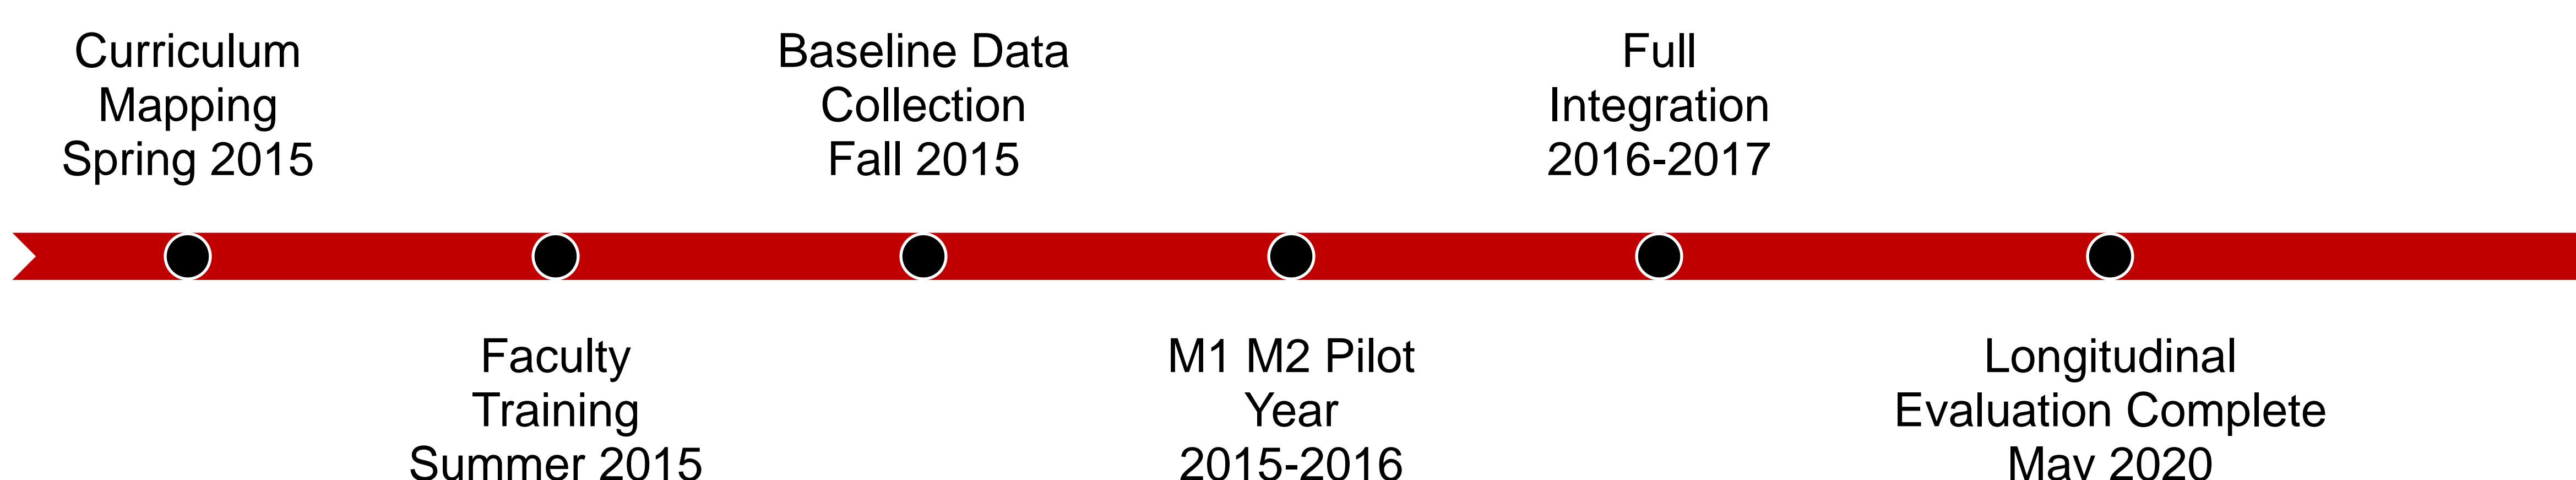 Curriculum
Mapping
Spring 2015
Faculty
Training
Summer 2015
Baseline Data
Collection
Fall 2015
M1 M2 Pilot
Year
2015-2016
Full
Integration
2016-2017
Longitudinal
Evaluation Complete
May 2020